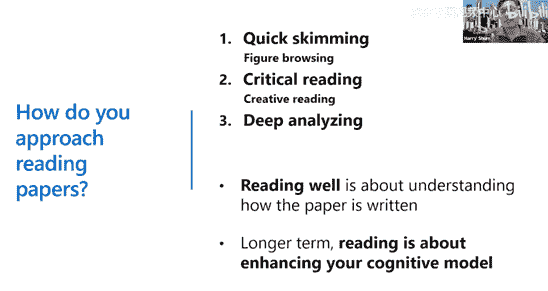 How do you
approach
reading
papers?
1. Quick skimming
Figure browsing
2. Critical reading
Creative reading
3. Deep analyzing
• Reading well is about understanding
how the paper is written
• Longer term, reading is about
enhancing your cognitive model
Harry Shum